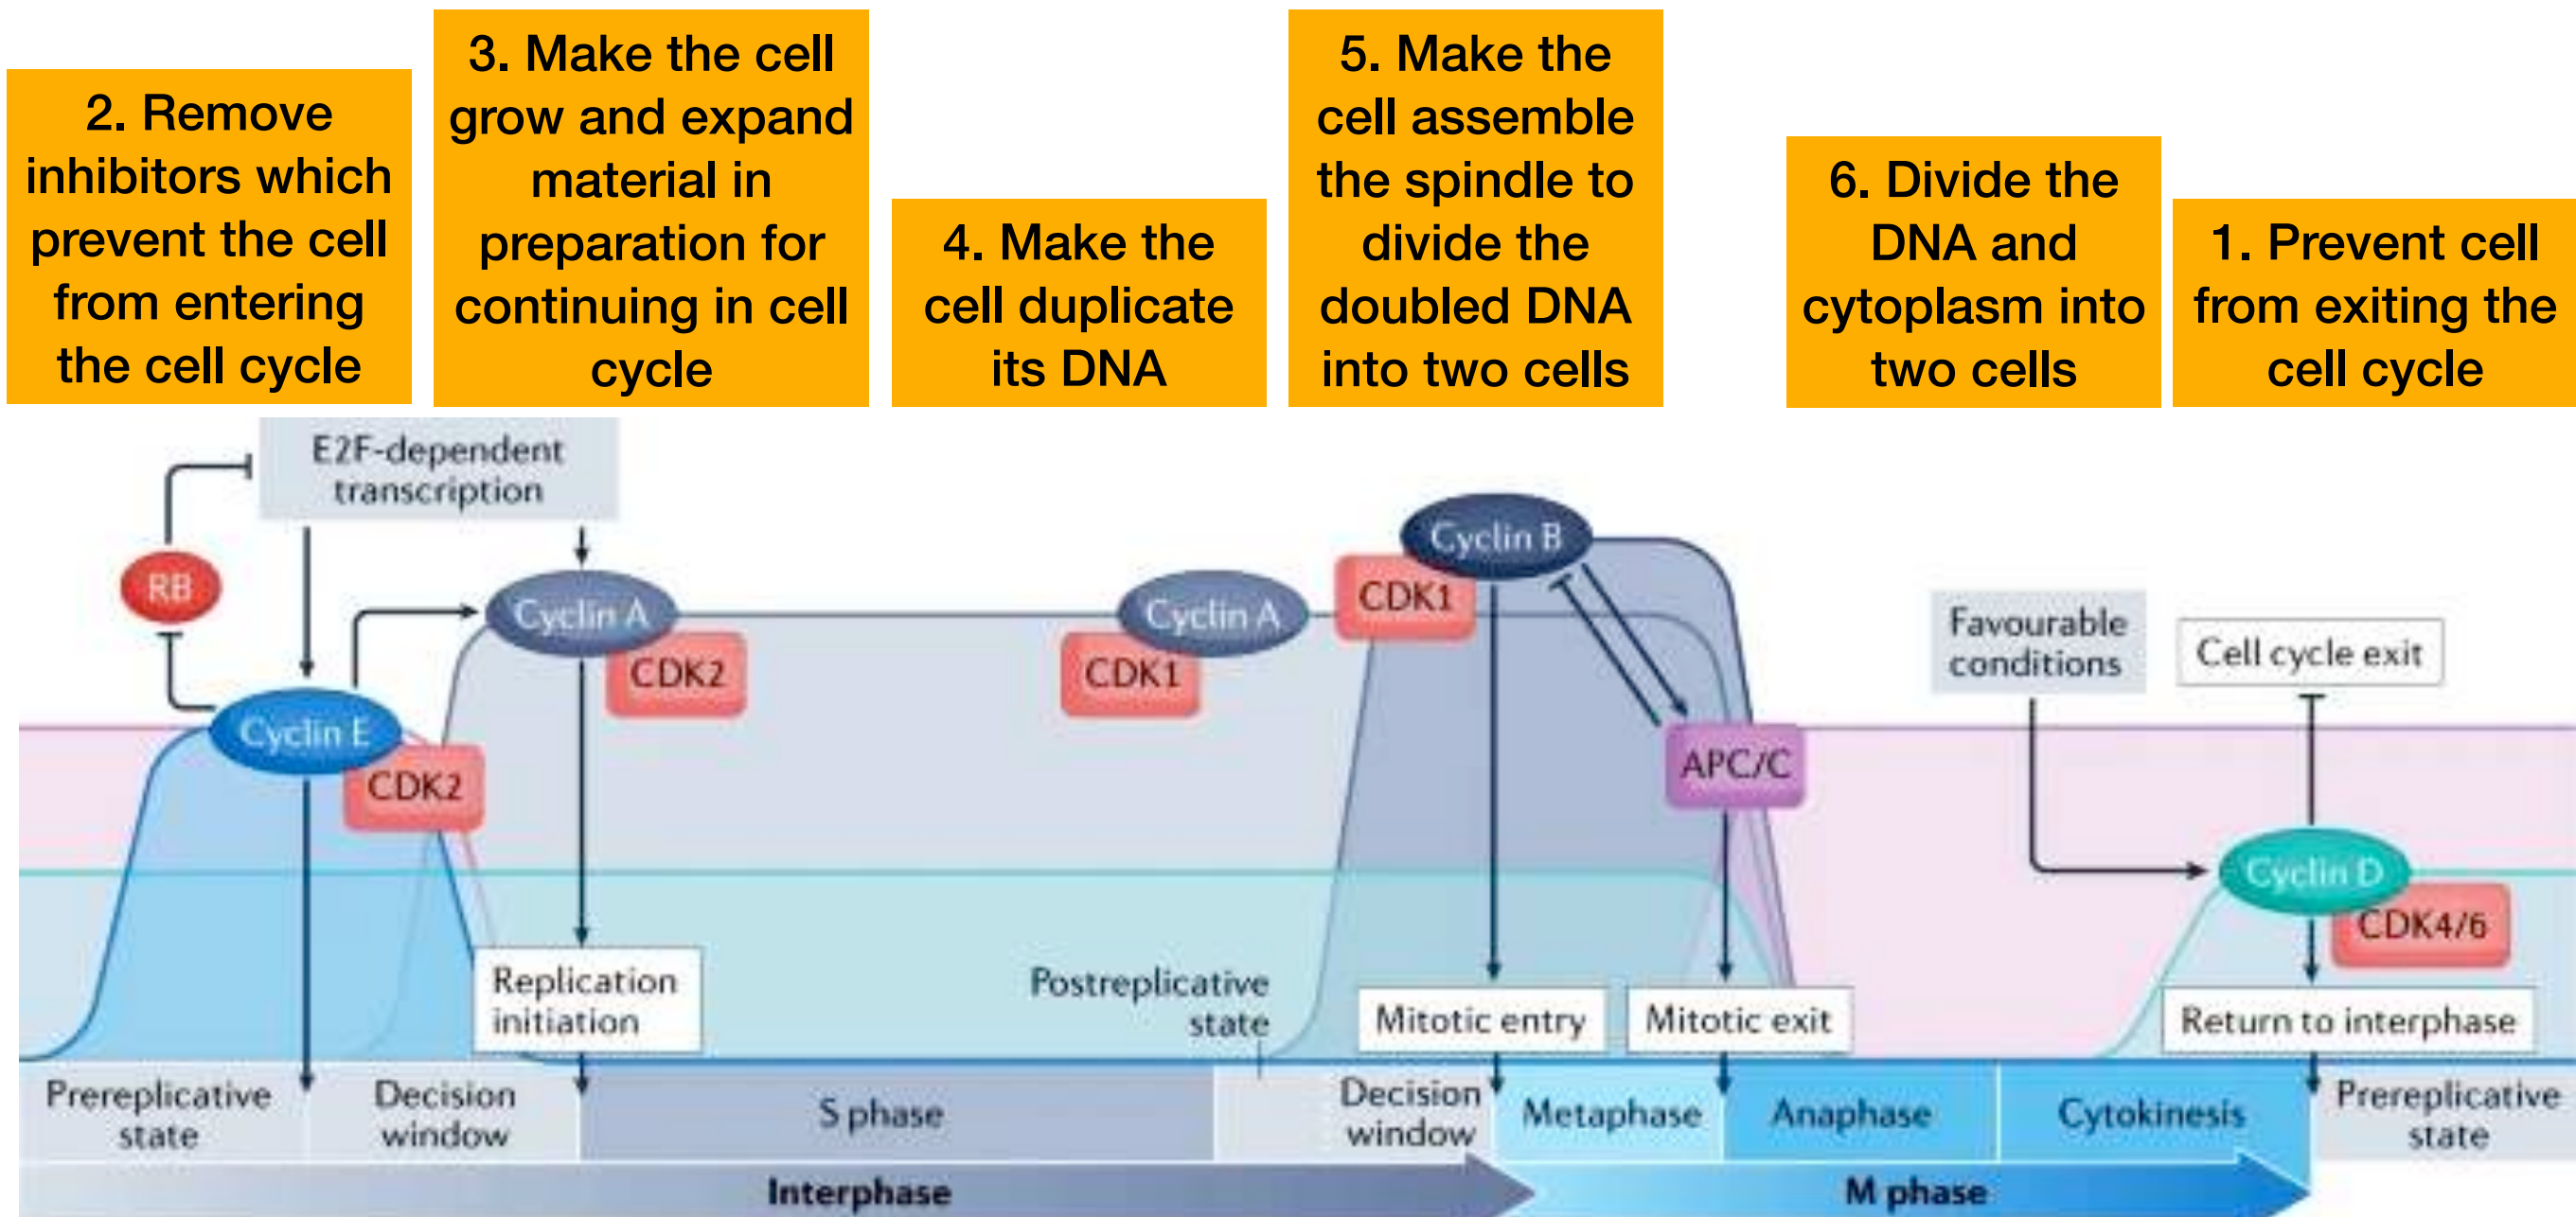 2. Remove
inhibitors which
prevent the cell
from entering
the cell cycle
3. Make the cell
grow and expand
material in
preparation for
continuing in cell
cycle
4. Make the
cell duplicate
its DNA
5. Make the
cell assemble
the spindle to
divide the
doubled DNA
into two cells
6. Divide the
DNA and
cytoplasm into
two cells
1. Prevent cell
from exiting the
cell cycle
E2F-dependent
transcription
RB
Cyclin E
CDK2
Cyclin A
CDK2
Cyclin A
CDK1
Cyclin B
CDK1
APC/C
Favourable
conditions
Cell cycle exit
Cyclin D
CDK4/6
Replication
initiation
Postreplicative
state
Mitotic entry
Mitotic exit
Return to interphase
Prereplicative
state
Decision
window
S phase
Decision
window
Metaphase
Anaphase
Cytokinesis
Prereplicative
state
Interphase
M phase